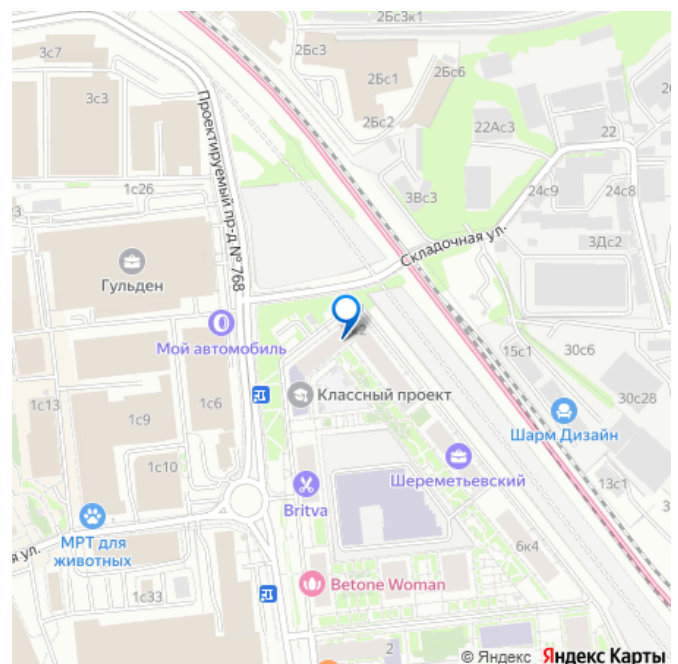 2Бс3к1
3с7
2Бс3
2Бс1
2Бс6
3с3
2Бс2
22Ас3
22
1с26
Проектируемый пр-д № 768
3Вс3
24с9
24с8
Складочная ул.
3Дс2
Гульден
Мой автомобиль
15с1
30с6
1с13
1с6
Классный проект
30с28
1с9
Шарм Дизайн
1с10
Шереметьевский
13с1
Britva
МРТ для
животных
6к4
1с33
Betone Woman
2
© Яндекс Яндекс Карты